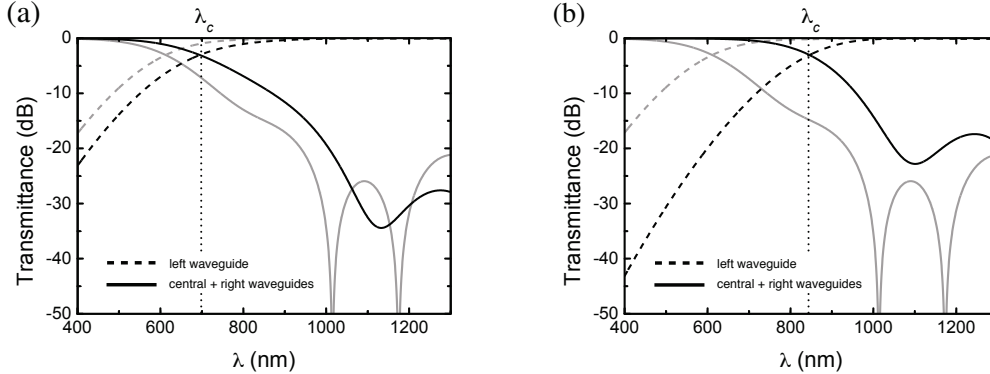 (a)
λc
Transmittance (dB)
0
-10
-20
-30
-40
-50
left waveguide
central + right waveguides
400 600 800 1000 1200
λ (nm)
(b)
λc
Transmittance (dB)
0
-10
-20
-30
-40
-50
left waveguide
central + right waveguides
400 600 800 1000 1200
λ (nm)